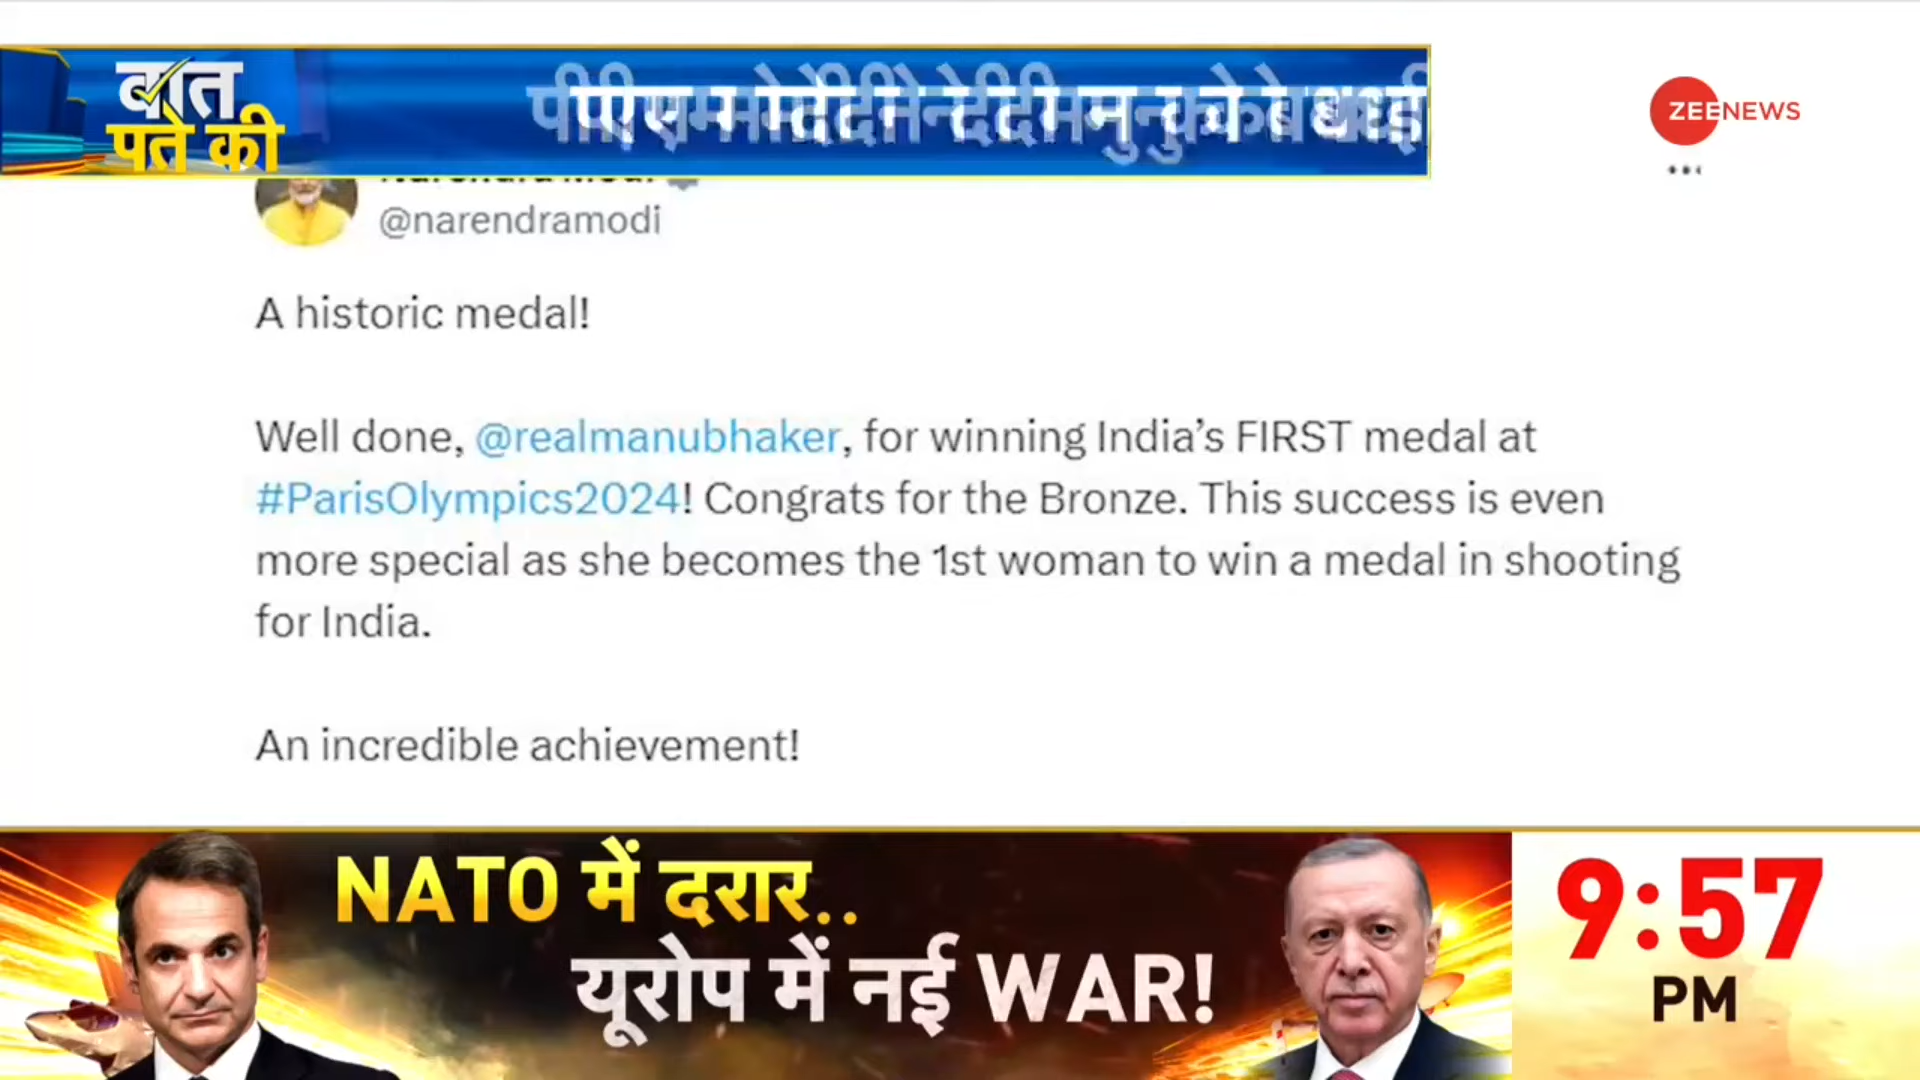 बात
पते की
ZEENEWS
@narendramodi
A historic medal!
Well done, @realmanubhaker, for winning India's FIRST medal at
#ParisOlympics2024! Congrats for the Bronze. This success is even
more special as she becomes the 1st woman to win a medal in shooting
for India.
An incredible achievement!
NATO में दरार..
यूरोप में नई WAR!
9:57
PM